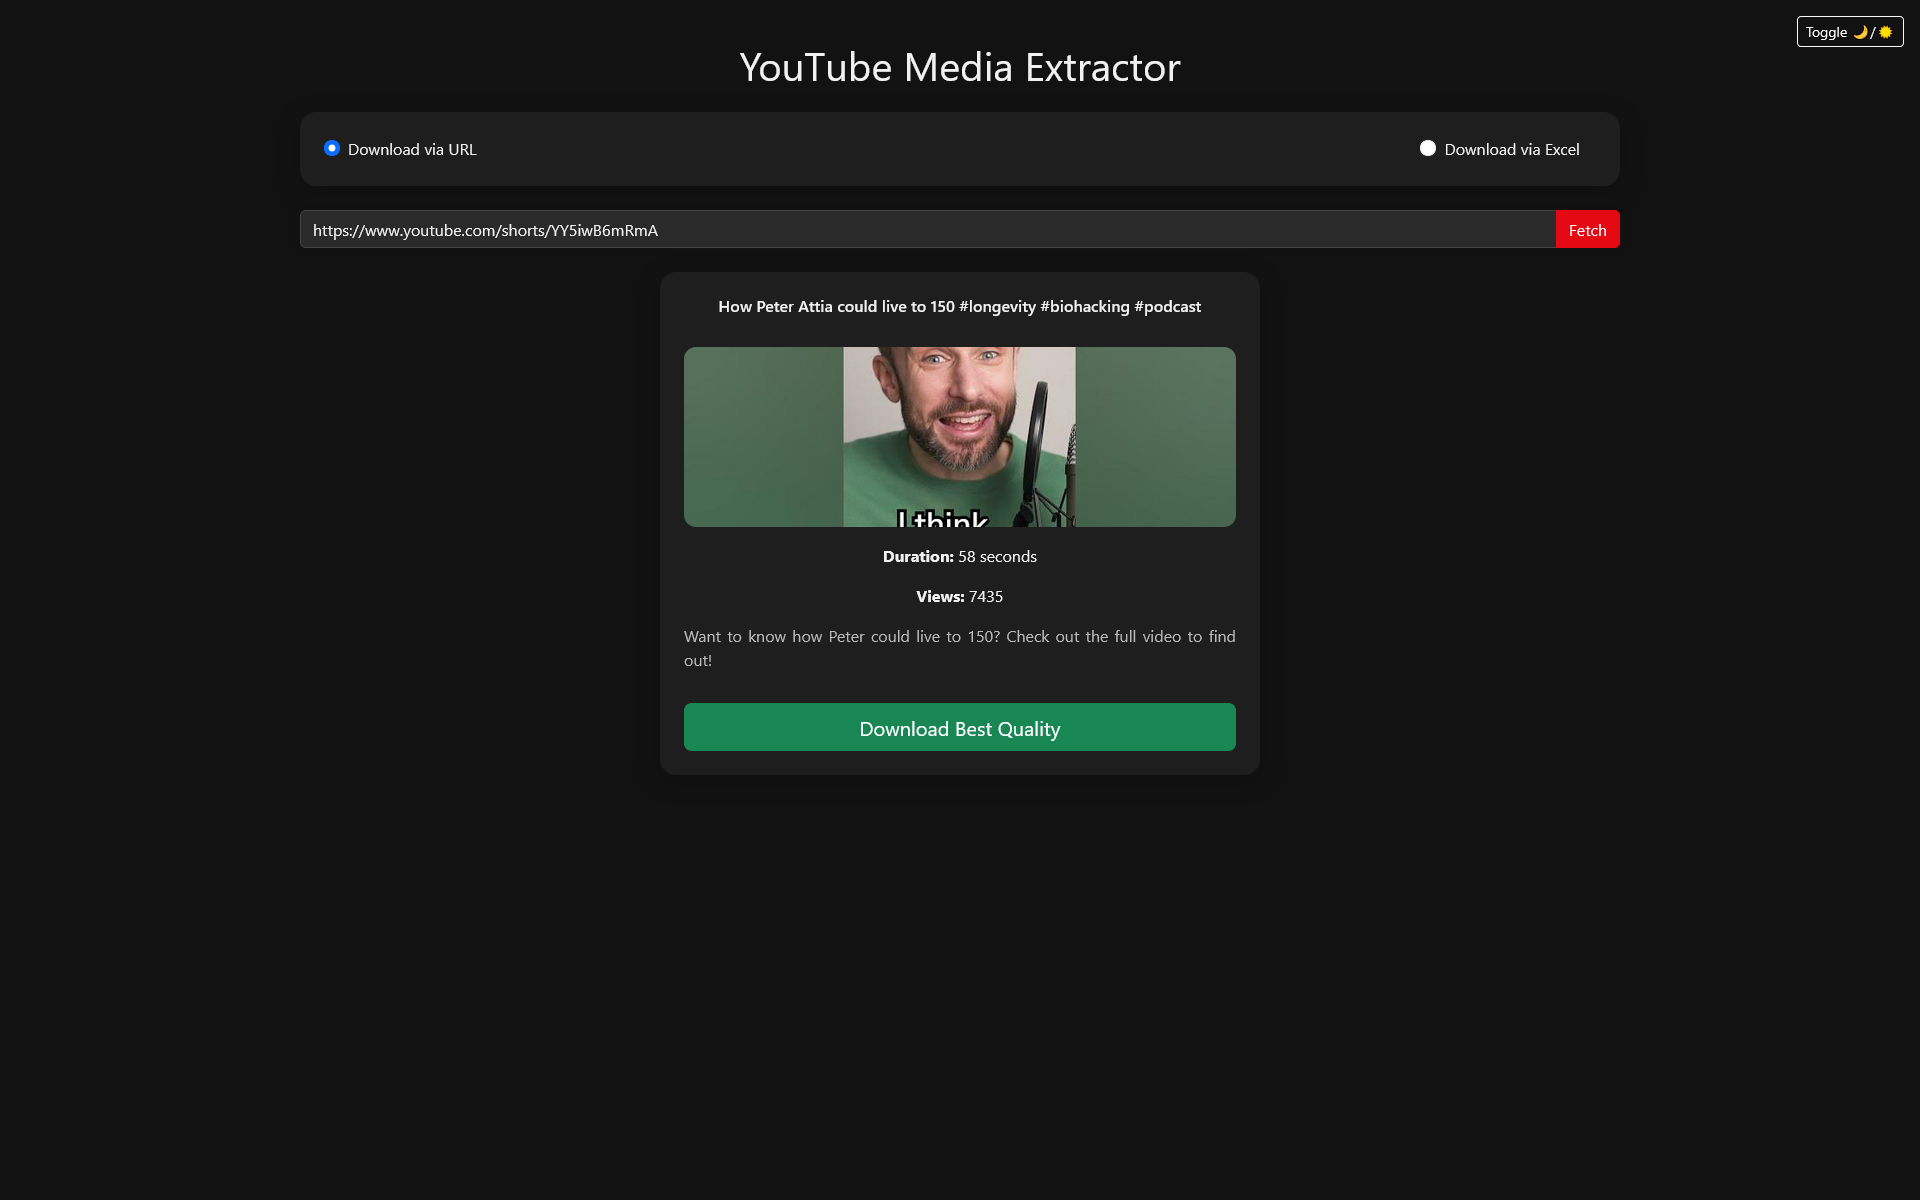 Toggle 🌙/☀️
YouTube Media Extractor
Download via URL
Download via Excel
https://www.youtube.com/shorts/YY5iwB6mRmA
Fetch
How Peter Attia could live to 150 #longevity #biohacking #podcast
I think
Duration: 58 seconds
Views: 7435
Want to know how Peter could live to 150? Check out the full video to find
out!
Download Best Quality